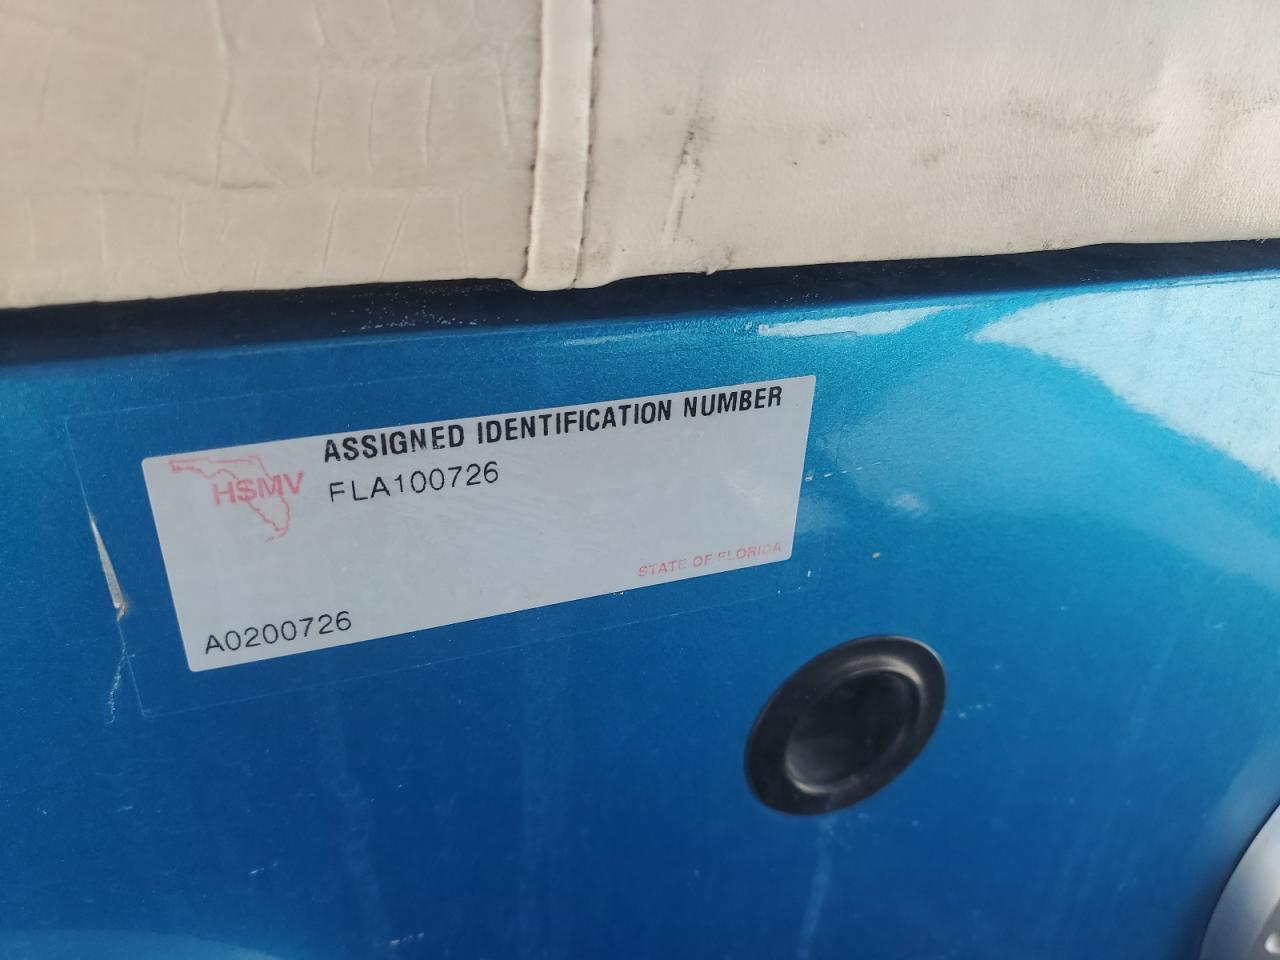 ASSIGNED IDENTIFICATION NUMBER
HSMV
FLA100726
STATE OF FLORIDA
A0200726